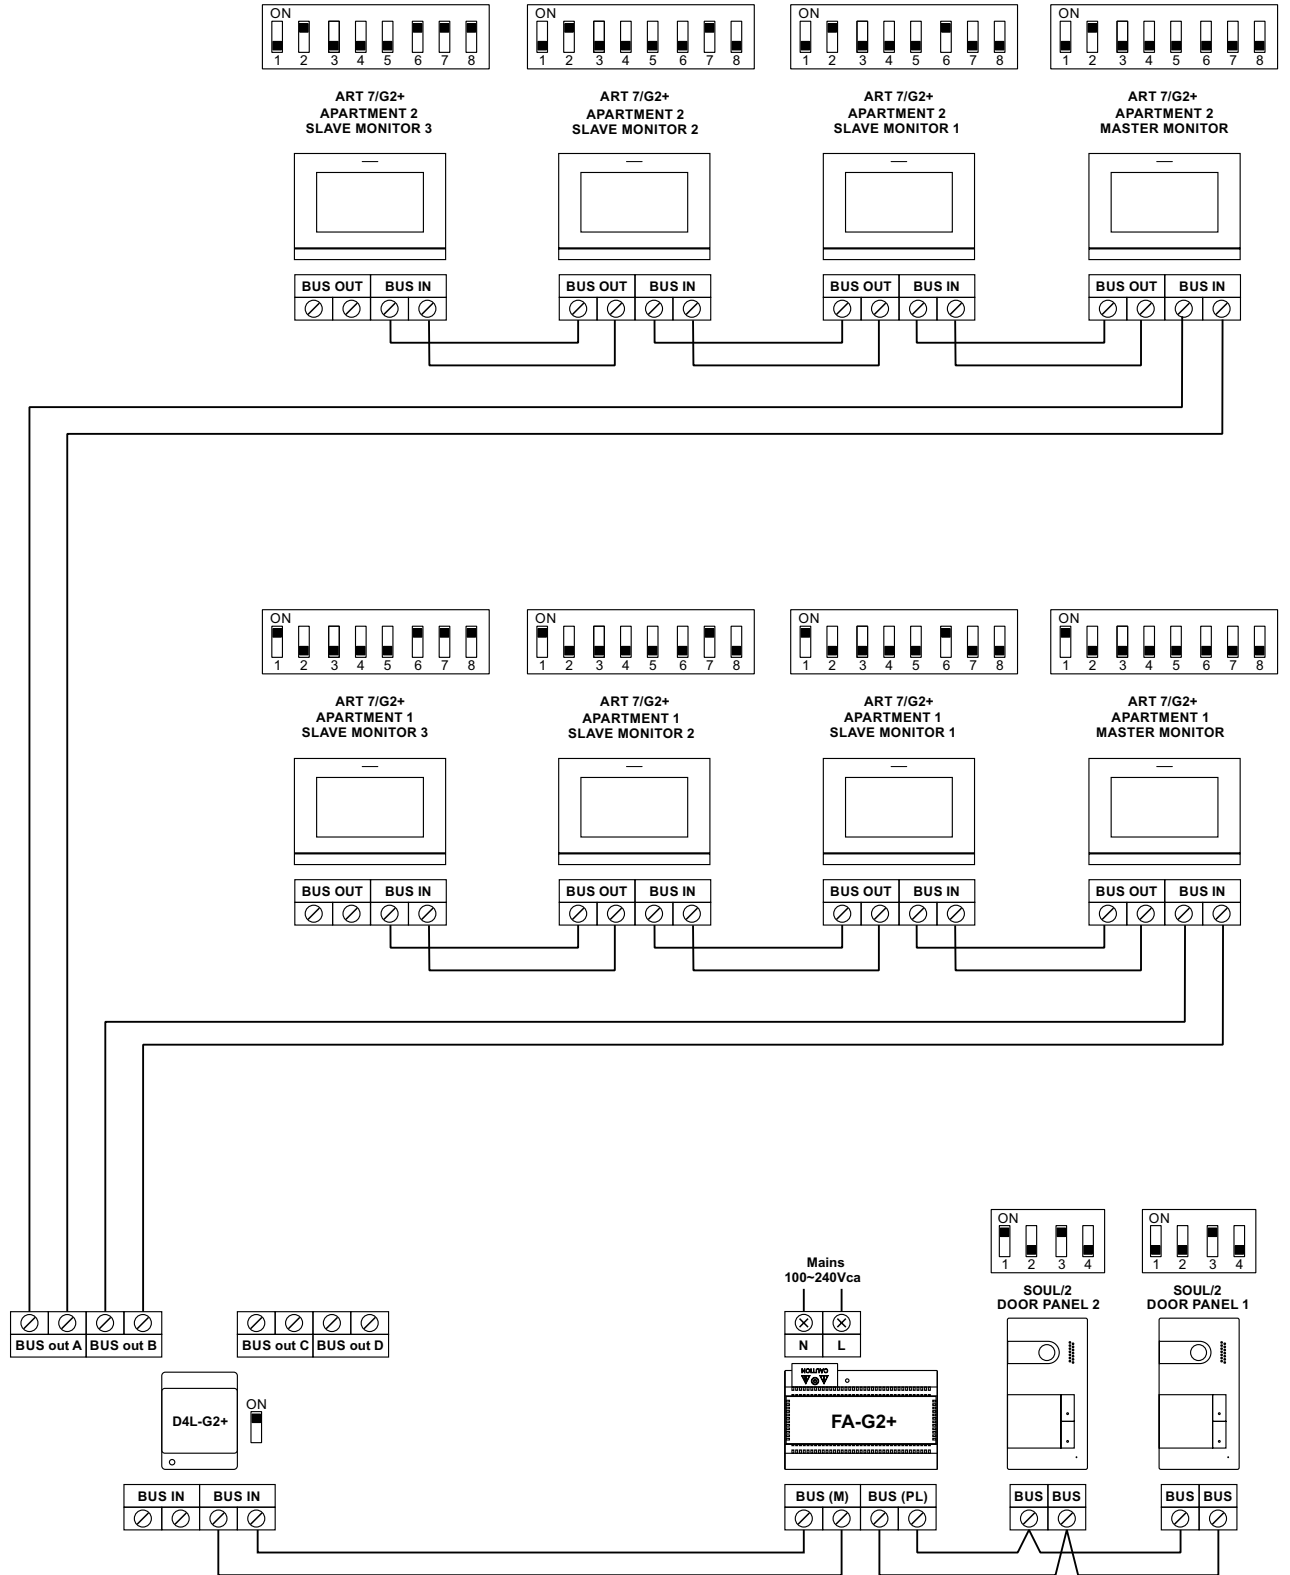 ON ON ON ON
1 2 3 4 5 6 7 8 1 2 3 4 5 6 7 8 1 2 3 4 5 6 7 8 1 2 3 4 5 6 7 8
ART 7/G2+ ART 7/G2+ ART 7/G2+ ART 7/G2+
APARTMENT 2 APARTMENT 2 APARTMENT 2 APARTMENT 2
SLAVE MONITOR 3 SLAVE MONITOR 2 SLAVE MONITOR 1 MASTER MONITOR
BUS OUT BUS IN BUS OUT BUS IN BUS OUT BUS IN BUS OUT BUS IN
ON ON ON ON
1 2 3 4 5 6 7 8 1 2 3 4 5 6 7 8 1 2 3 4 5 6 7 8 1 2 3 4 5 6 7 8
ART 7/G2+ ART 7/G2+ ART 7/G2+ ART 7/G2+
APARTMENT 1 APARTMENT 1 APARTMENT 1 APARTMENT 1
SLAVE MONITOR 3 SLAVE MONITOR 2 SLAVE MONITOR 1 MASTER MONITOR
BUS OUT BUS IN BUS OUT BUS IN BUS OUT BUS IN BUS OUT BUS IN
ON ON
1 2 3 4 1 2 3 4
Mains
100~240Vca
SOUL/2 SOUL/2
DOOR PANEL 2 DOOR PANEL 1
BUS out A BUS out B BUS out C BUS out D N L
CAUTION
ON
D4L-G2+ FA-G2+
BUS IN BUS IN BUS (M) BUS (PL) BUS BUS BUS BUS